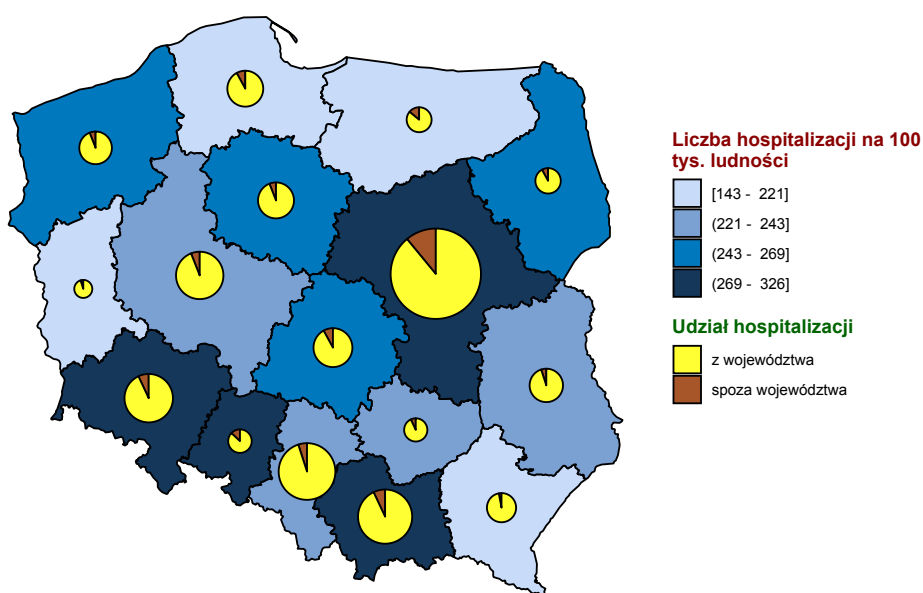 Liczba hospitalizacji na 100
tys. ludności
[143 - 221]
(221 - 243]
(243 - 269]
(269 - 326]
Udział hospitalizacji
z województwa
spoza województwa